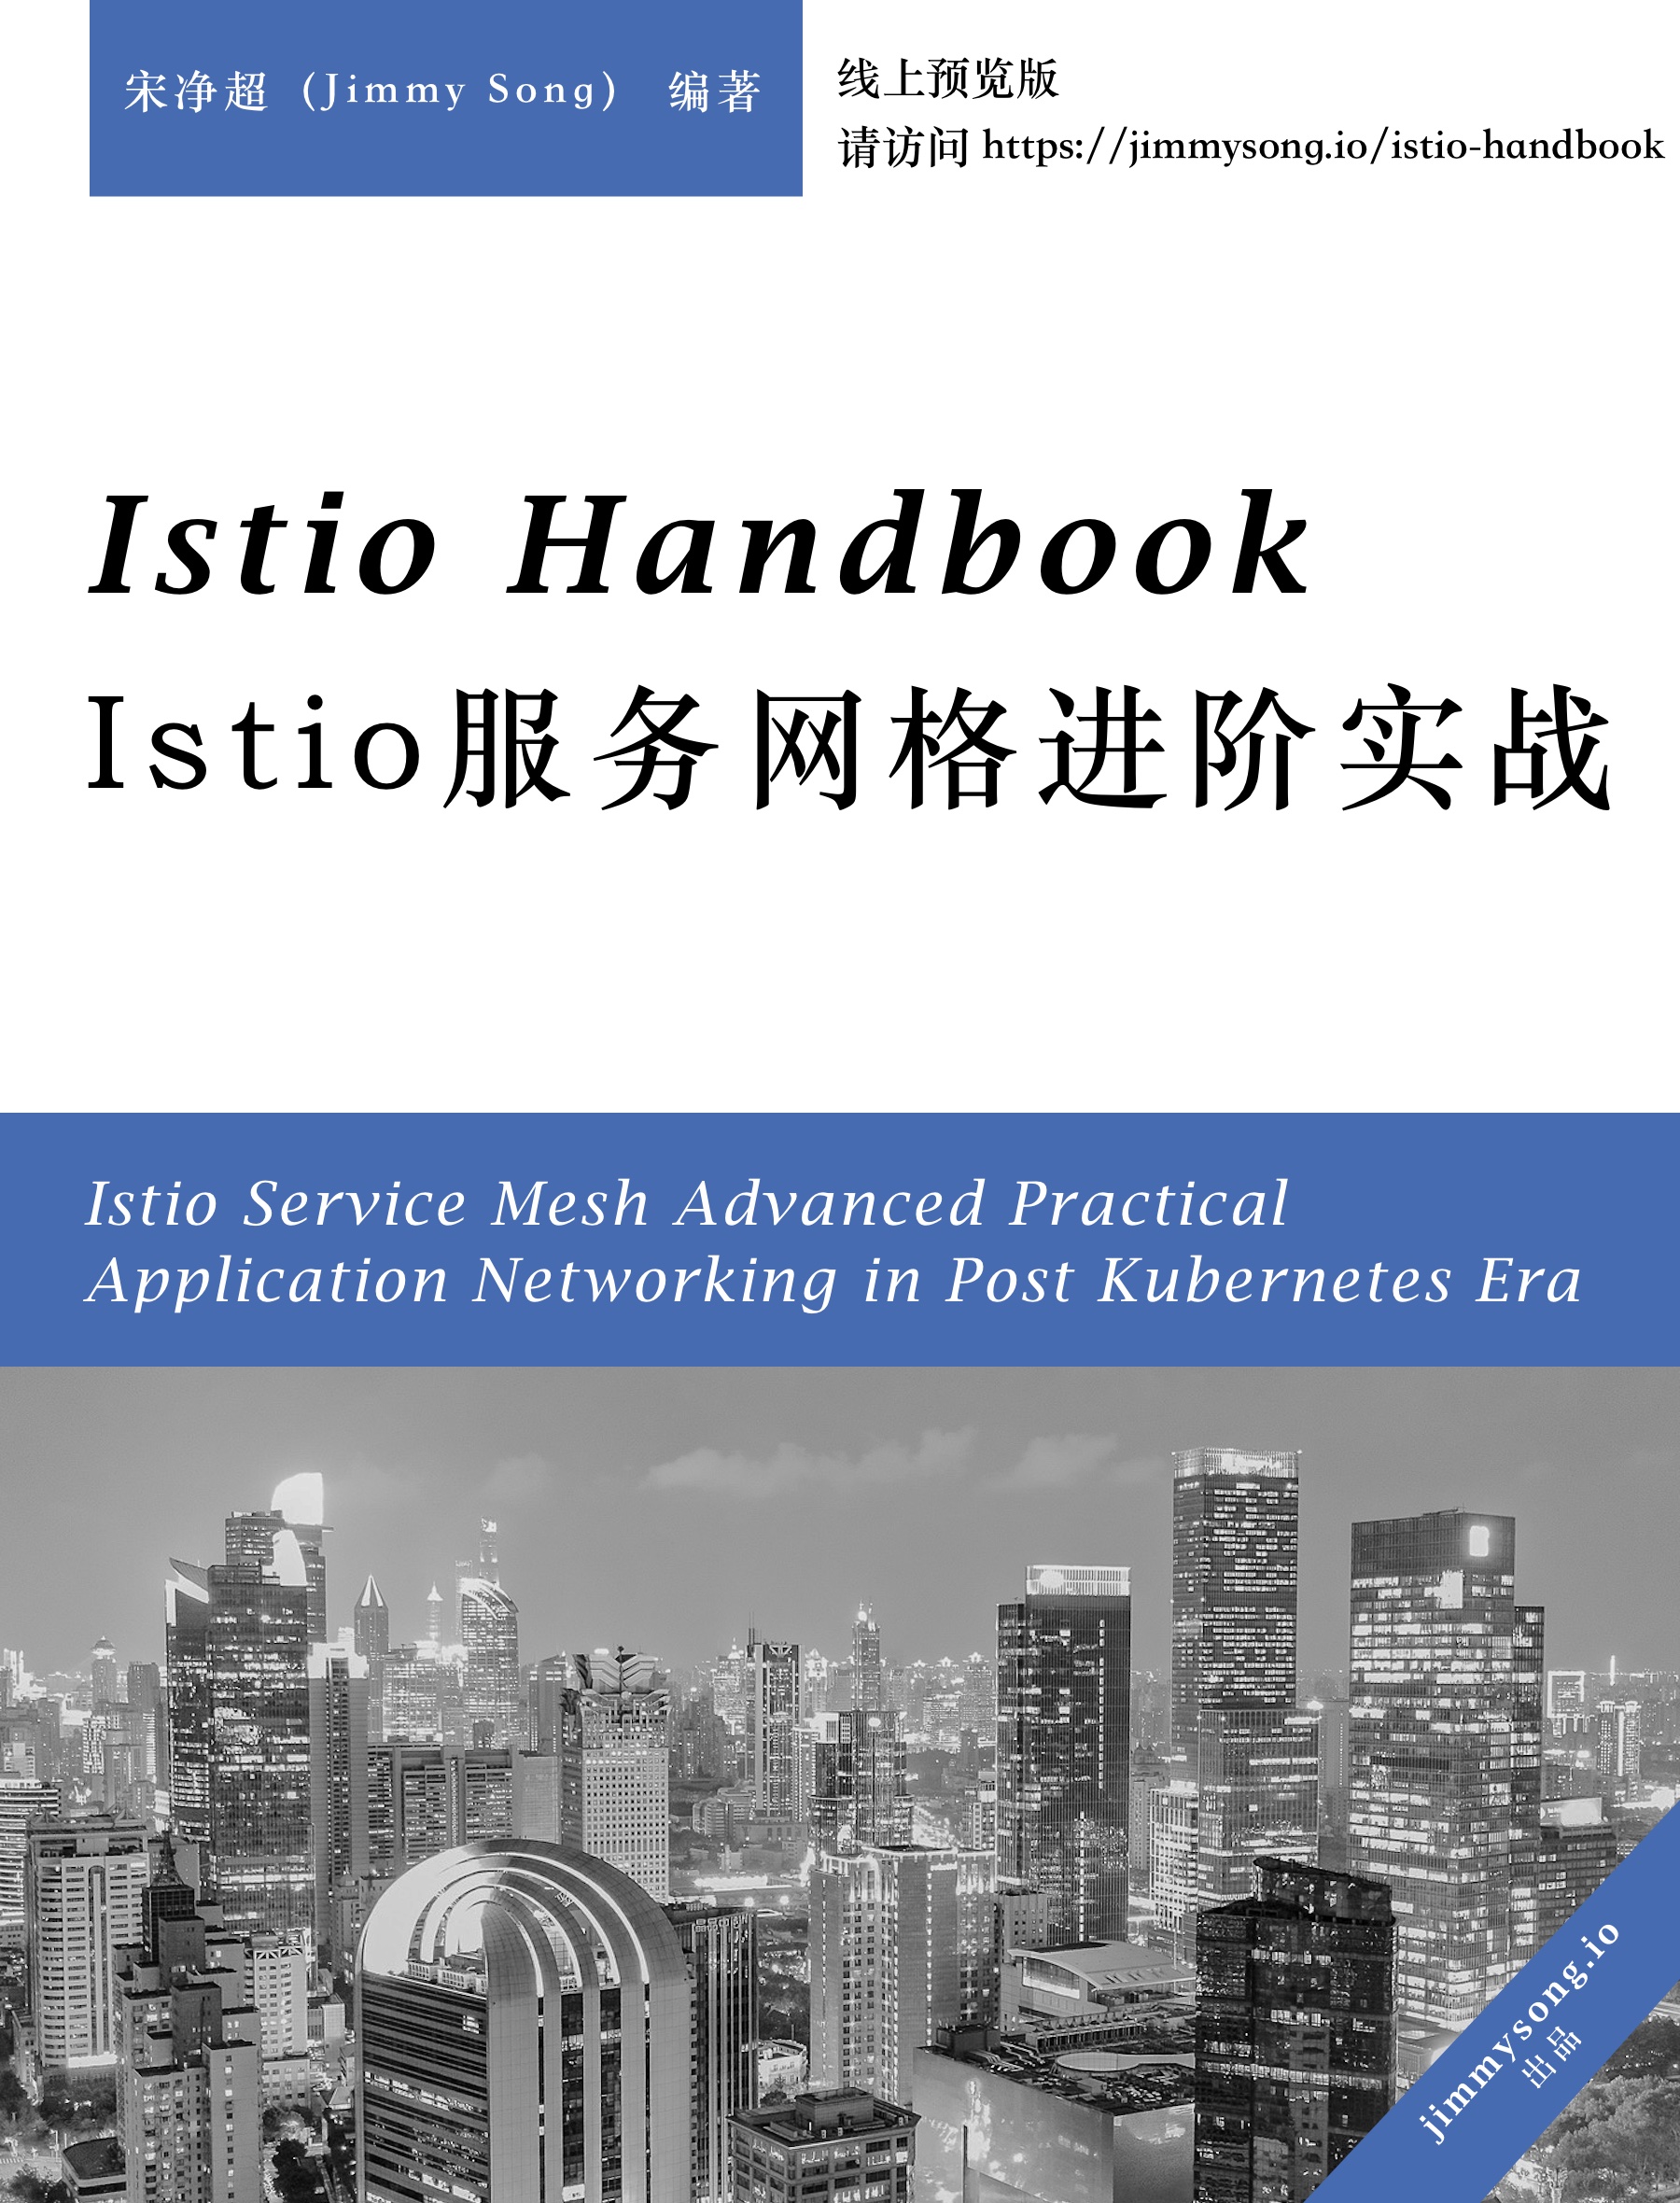 宋净超（Jimmy Song） 编著
线上预览版
请访问 https://jimmysong.io/istio-handbook
Istio Handbook
Istio服务网格进阶实战
Istio Service Mesh Advanced Practical
Application Networking in Post Kubernetes Era
jimmysong.io
出品